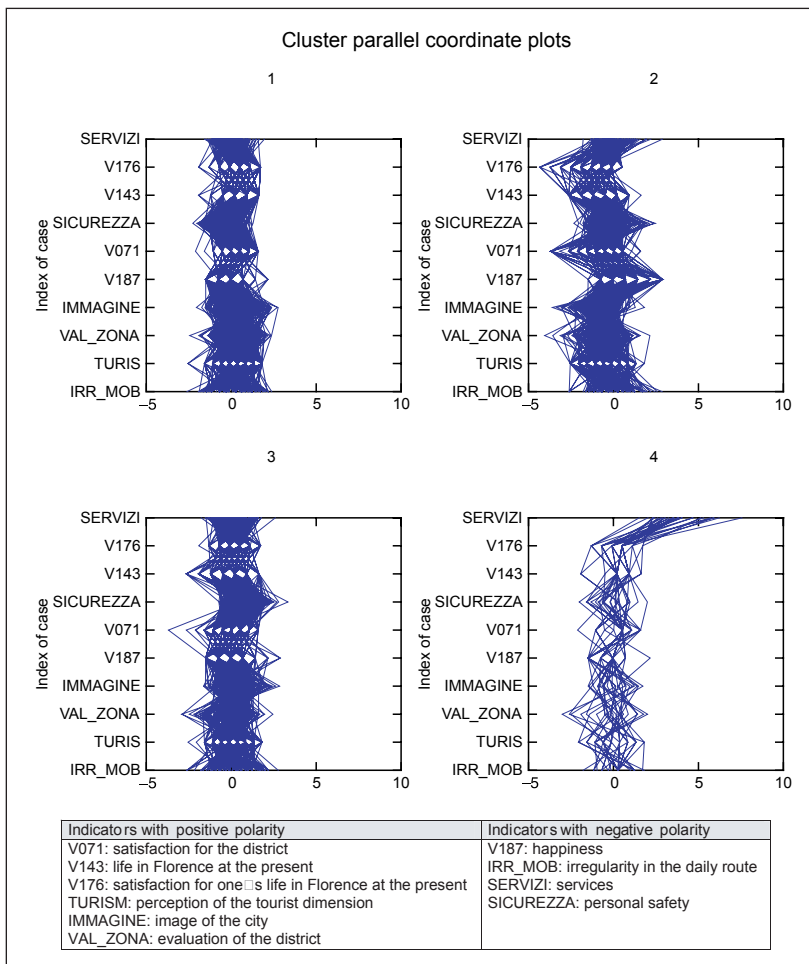 Cluster parallel coordinate plots
1
SERVIZI
V176
V143
SICUREZZA
V071
V187
IMMAGINE
VAL_ZONA
TURIS
IRR_MOB
Index of case
–5 0 5 10
2
SERVIZI
V176
V143
SICUREZZA
V071
V187
IMMAGINE
VAL_ZONA
TURIS
IRR_MOB
Index of case
–5 0 5 10
3
SERVIZI
V176
V143
SICUREZZA
V071
V187
IMMAGINE
VAL_ZONA
TURIS
IRR_MOB
Index of case
–5 0 5 10
4
SERVIZI
V176
V143
SICUREZZA
V071
V187
IMMAGINE
VAL_ZONA
TURIS
IRR_MOB
Index of case
–5 0 5 10
Indicators with positive polarity
V071: satisfaction for the district
V143: life in Florence at the present
V176: satisfaction for one□s life in Florence at the present
TURISM: perception of the tourist dimension
IMMAGINE: image of the city
VAL_ZONA: evaluation of the district
Indicators with negative polarity
V187: happiness
IRR_MOB: irregularity in the daily route
SERVIZI: services
SICUREZZA: personal safety